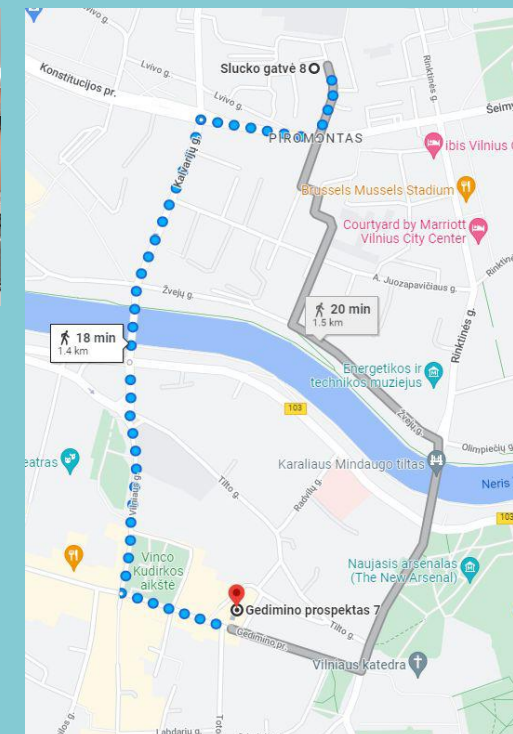 Lvivo g.
Slucko gatvė 8
Konstitucijos pr.
Lvivo g.
Rinktinės g.
PIROMONTAS
ibis Vilnius
Kalvarijų g.
Brussels Mussels Stadium
Courtyard by Marriott
Vilnius City Center
A. Juozapavičiaus g.
Žvejų g.
20 min
1.5 km
Rinktinės g.
18 min
1.4 km
Energetikos ir
technikos muziejus
103
Žvejų g.
Olimpiečių g.
Karaliaus Mindaugo tiltas
Tilto g.
Radvilų g.
Neris
103
Vilniaus g.
Vinco
Kudirkos
aikštė
Naujasis arsenalas
(The New Arsenal)
Gedimino prospektas 7
Tilto g.
Gedimino pr.
Vilniaus katedra
Labdarių g.